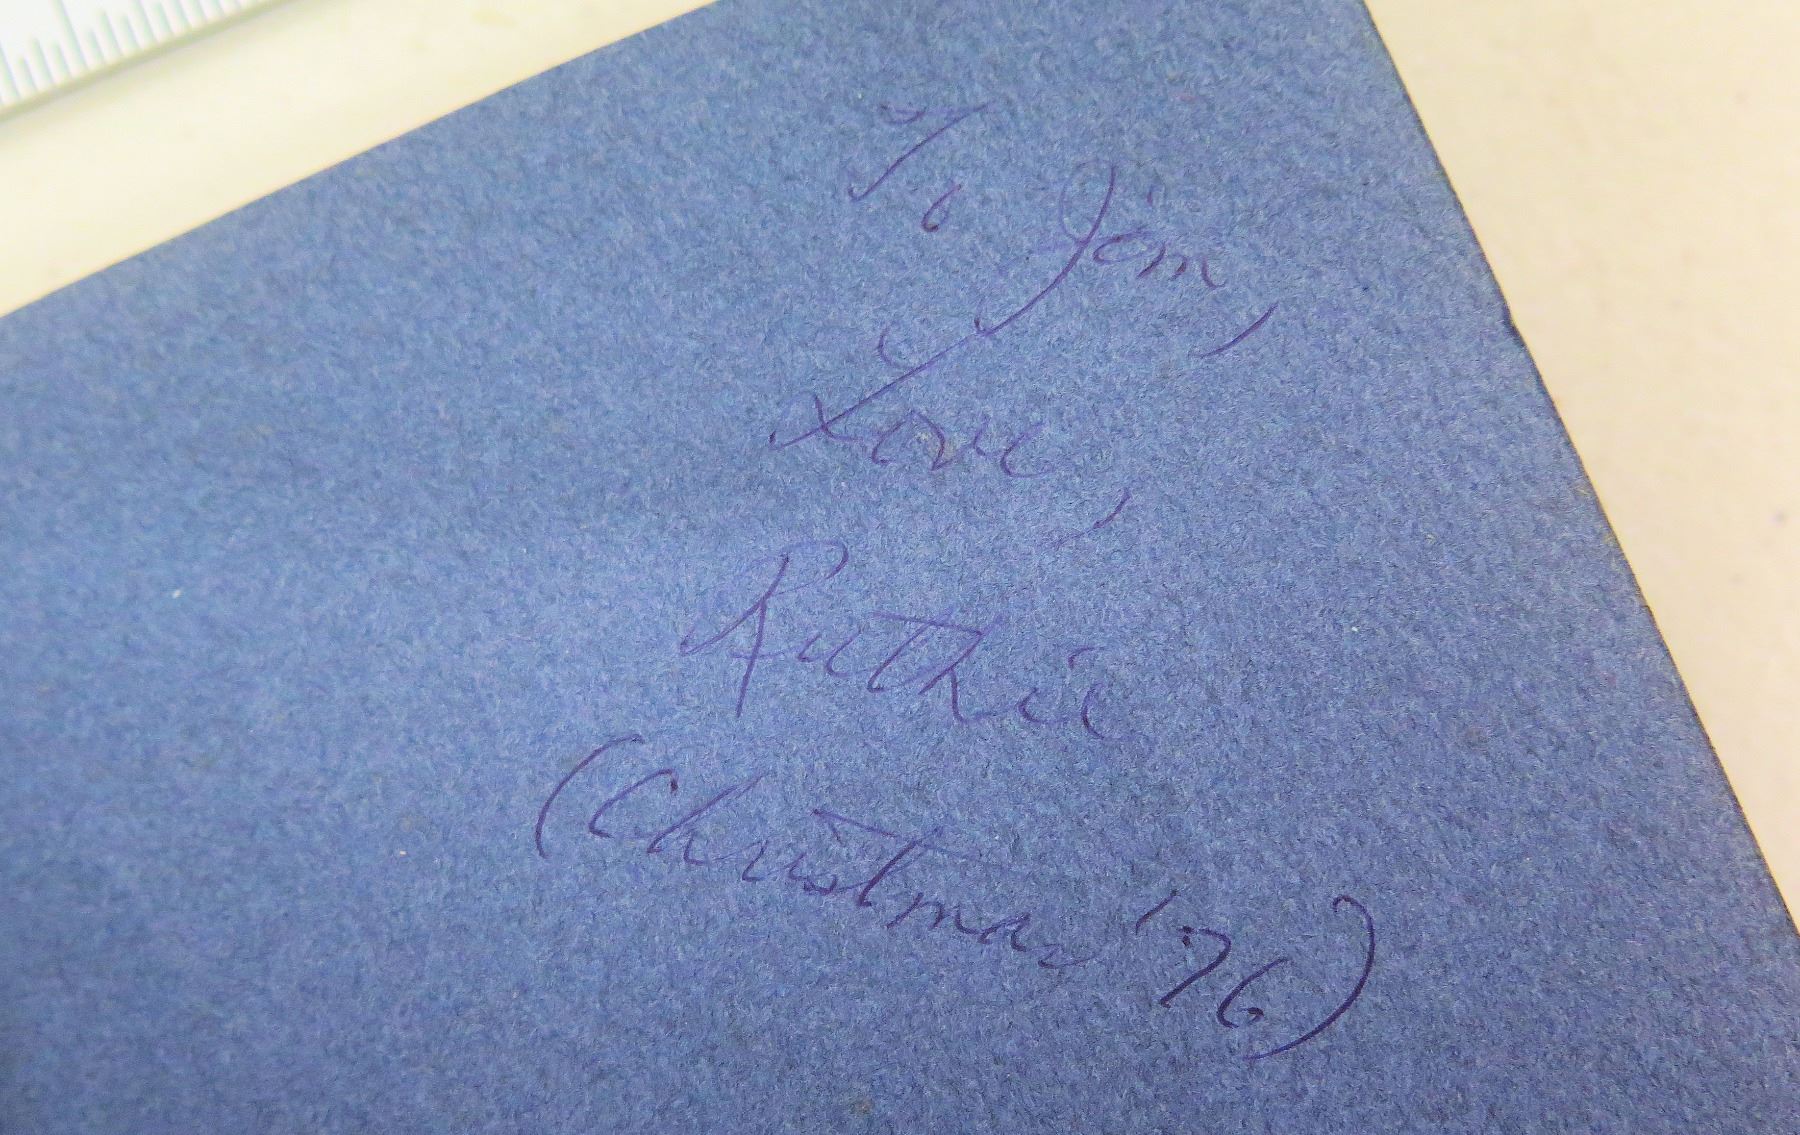 To Jim,
Love,
Ruthie
(Christmas '76)